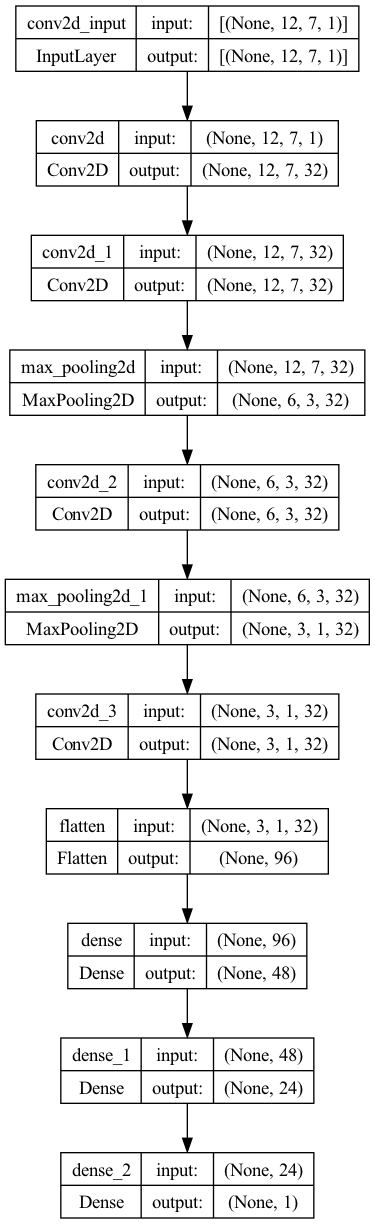 conv2d_input input: [(None, 12, 7, 1)]
InputLayer output: [(None, 12, 7, 1)]
conv2d input: (None, 12, 7, 1)
Conv2D output: (None, 12, 7, 32)
conv2d_1 input: (None, 12, 7, 32)
Conv2D output: (None, 12, 7, 32)
max_pooling2d input: (None, 12, 7, 32)
MaxPooling2D output: (None, 6, 3, 32)
conv2d_2 input: (None, 6, 3, 32)
Conv2D output: (None, 6, 3, 32)
max_pooling2d_1 input: (None, 6, 3, 32)
MaxPooling2D output: (None, 3, 1, 32)
conv2d_3 input: (None, 3, 1, 32)
Conv2D output: (None, 3, 1, 32)
flatten input: (None, 3, 1, 32)
Flatten output: (None, 96)
dense input: (None, 96)
Dense output: (None, 48)
dense_1 input: (None, 48)
Dense output: (None, 24)
dense_2 input: (None, 24)
Dense output: (None, 1)